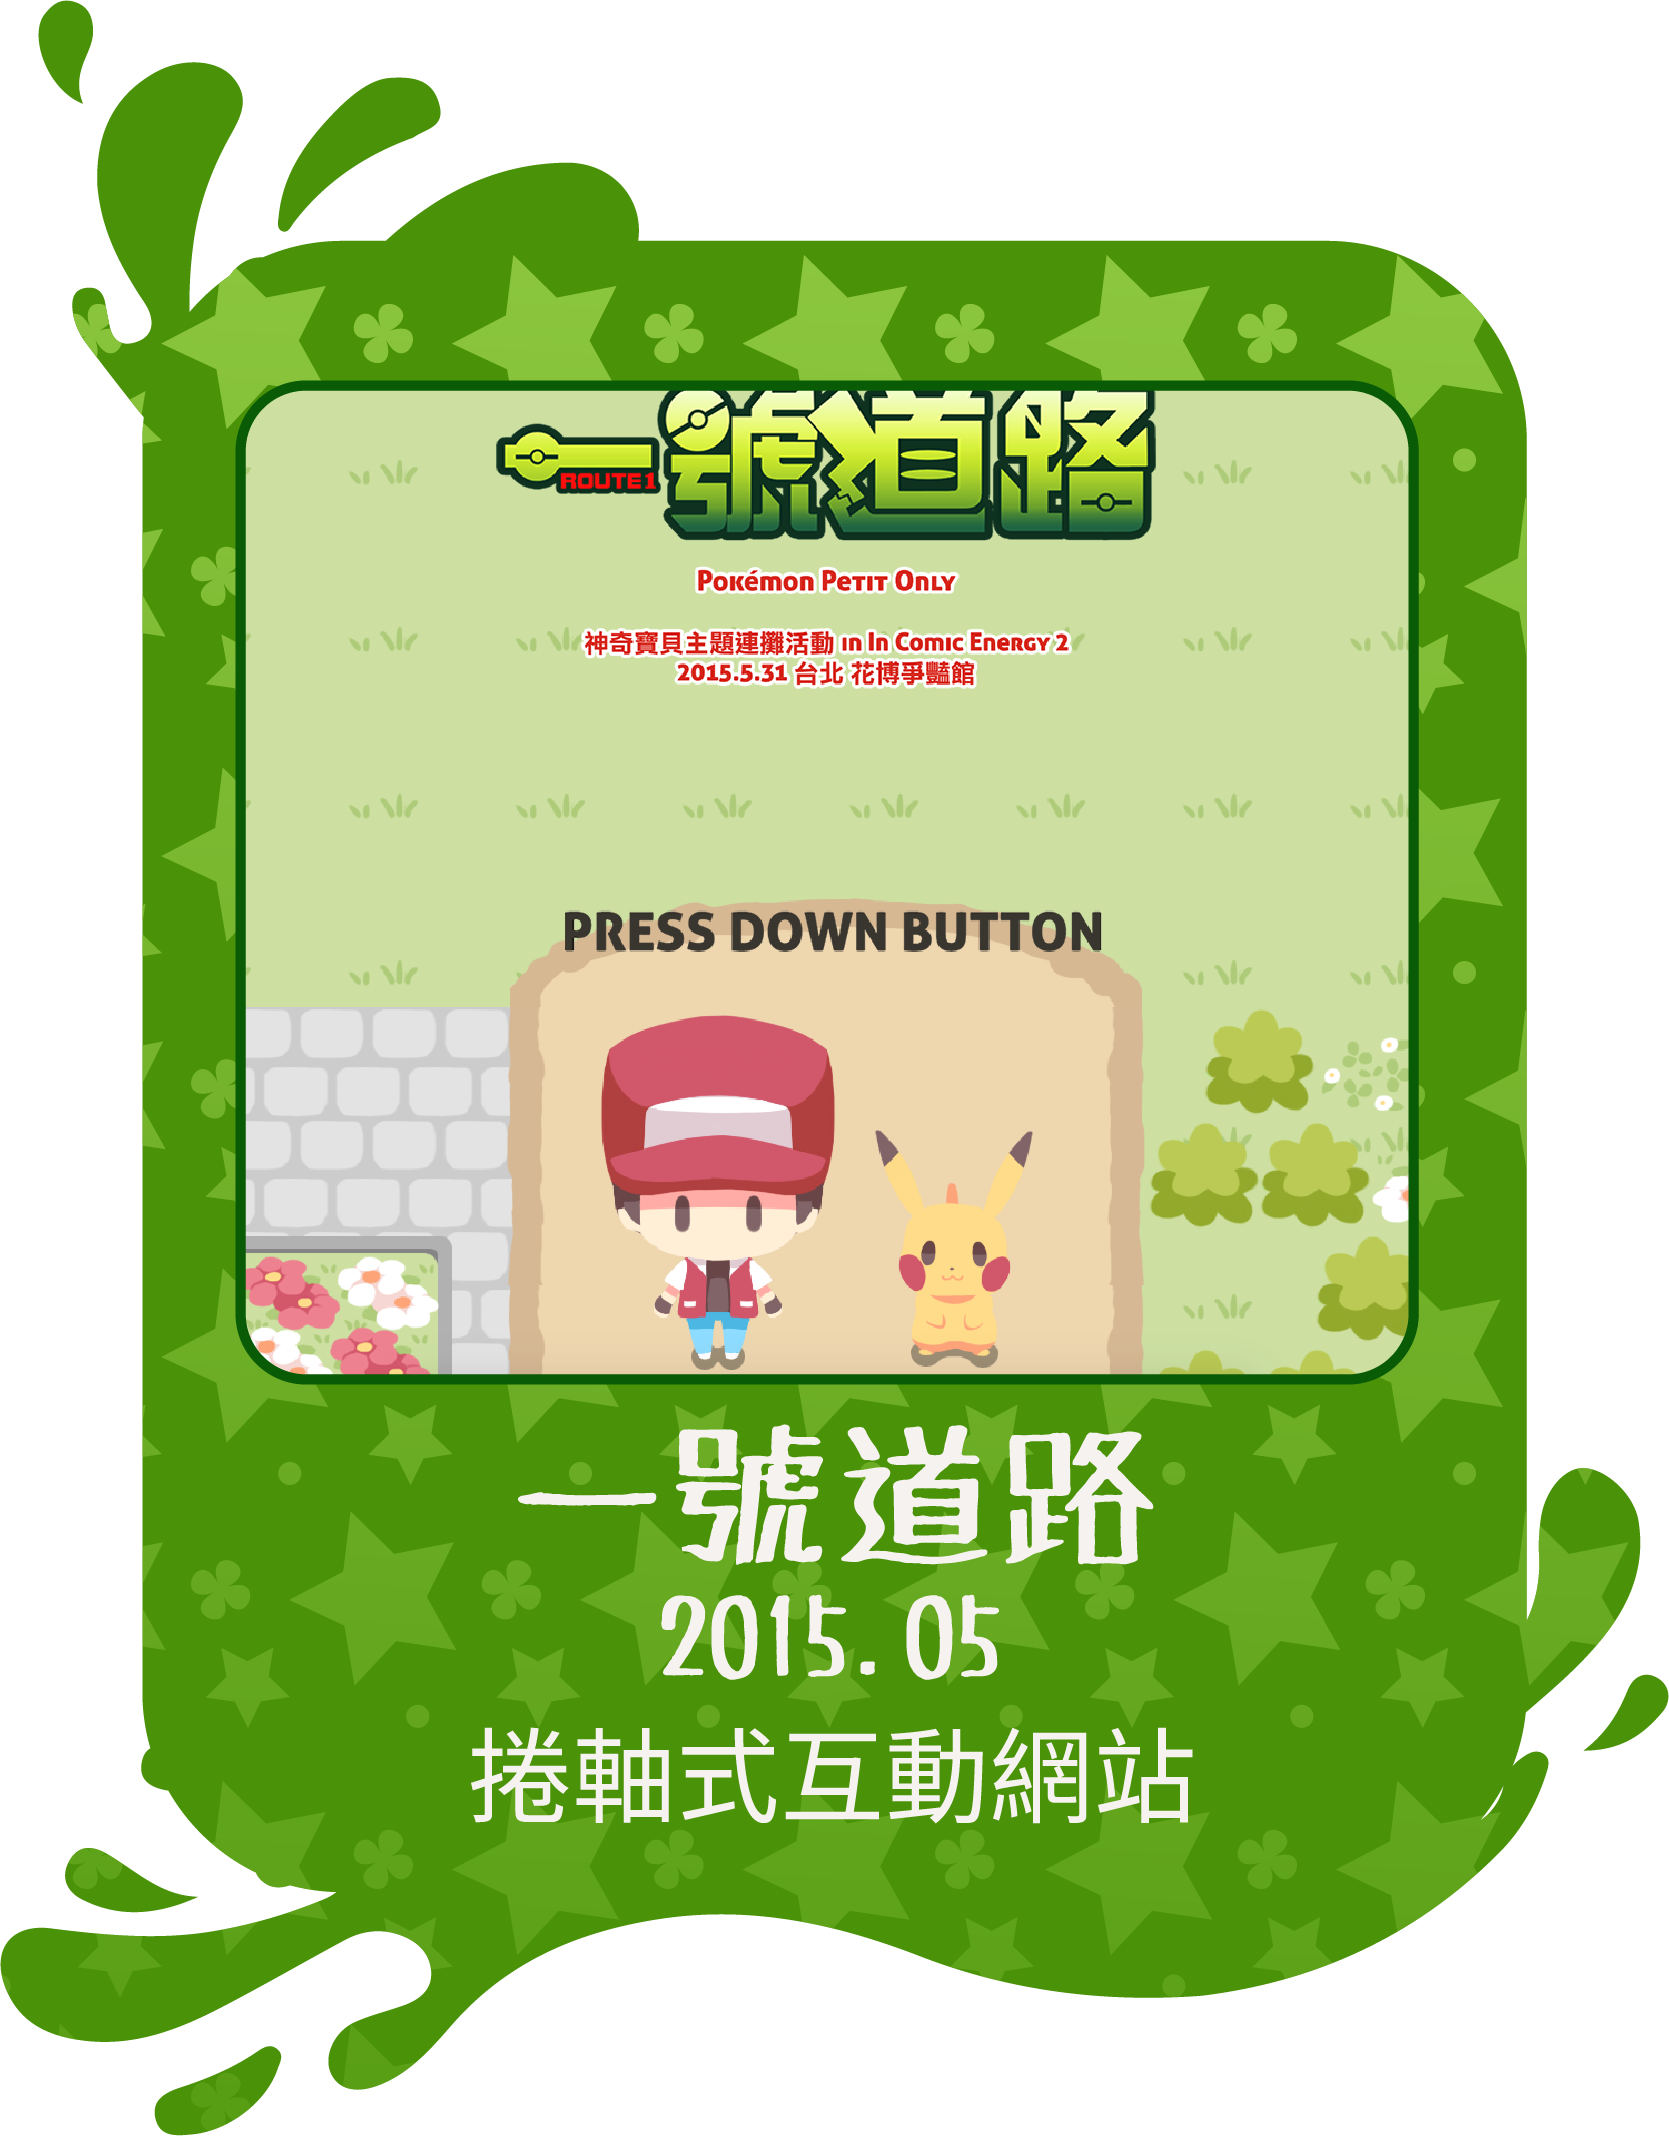 一號道路
ROUTE1
Pokémon Petit Only
神奇寶貝主題連攤活動 in In Comic Energy 2
2015.5.31 台北 花博爭豔館
PRESS DOWN BUTTON
一號道路
2015.05
捲軸式互動網站